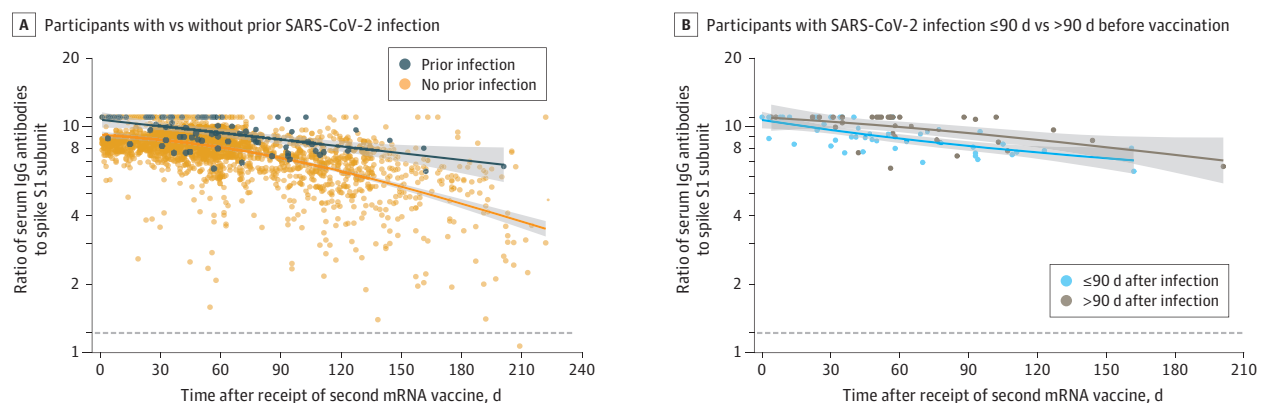 A Participants with vs without prior SARS-CoV-2 infection
Prior infection
No prior infection
Ratio of serum IgG antibodies
to spike S1 subunit
20
10
8
4
2
1
0
30
60
90
120
150
180
210
240
Time after receipt of second mRNA vaccine, d
B Participants with SARS-CoV-2 infection ≤90 d vs >90 d before vaccination
Ratio of serum IgG antibodies
to spike S1 subunit
20
10
8
4
2
1
≤90 d after infection
>90 d after infection
0
30
60
90
120
150
180
210
Time after receipt of second mRNA vaccine, d